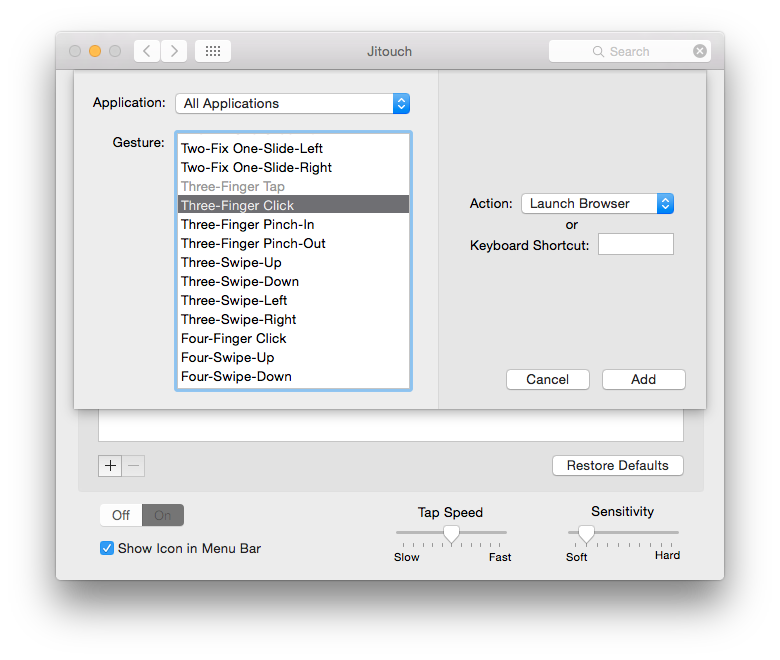 Jitouch
Search
Application: All Applications
Gesture:
Two-Fix One-Slide-Left
Two-Fix One-Slide-Right
Three-Finger Tap
Three-Finger Click
Three-Finger Pinch-In
Three-Finger Pinch-Out
Three-Swipe-Up
Three-Swipe-Down
Three-Swipe-Left
Three-Swipe-Right
Four-Finger Click
Four-Swipe-Up
Four-Swipe-Down
Action: Launch Browser
or
Keyboard Shortcut:
Cancel Add
Restore Defaults
Off On
Show Icon in Menu Bar
Tap Speed
Slow Fast
Sensitivity
Soft Hard